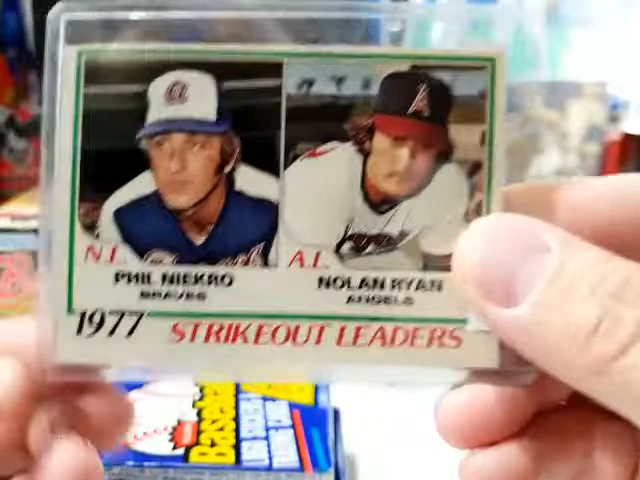 a
A
N.L.
A.L.
PHIL NIEKRO
BRAVES
NOLAN RYAN
ANGELS
1977
STRIKEOUT LEADERS
Baseball